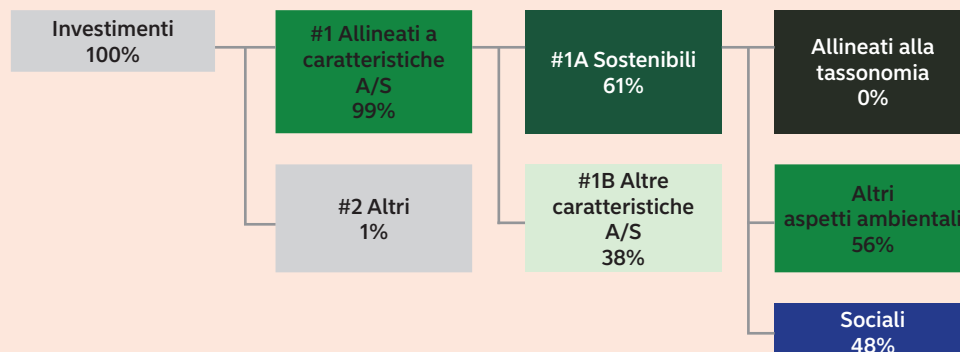 Investimenti
100%
#1 Allineati a
caratteristiche
A/S
99%
#1A Sostenibili
61%
Allineati alla
tassonomia
0%
#2 Altri
1%
#1B Altre
caratteristiche
A/S
38%
Altri
aspetti ambientali
56%
Sociali
48%